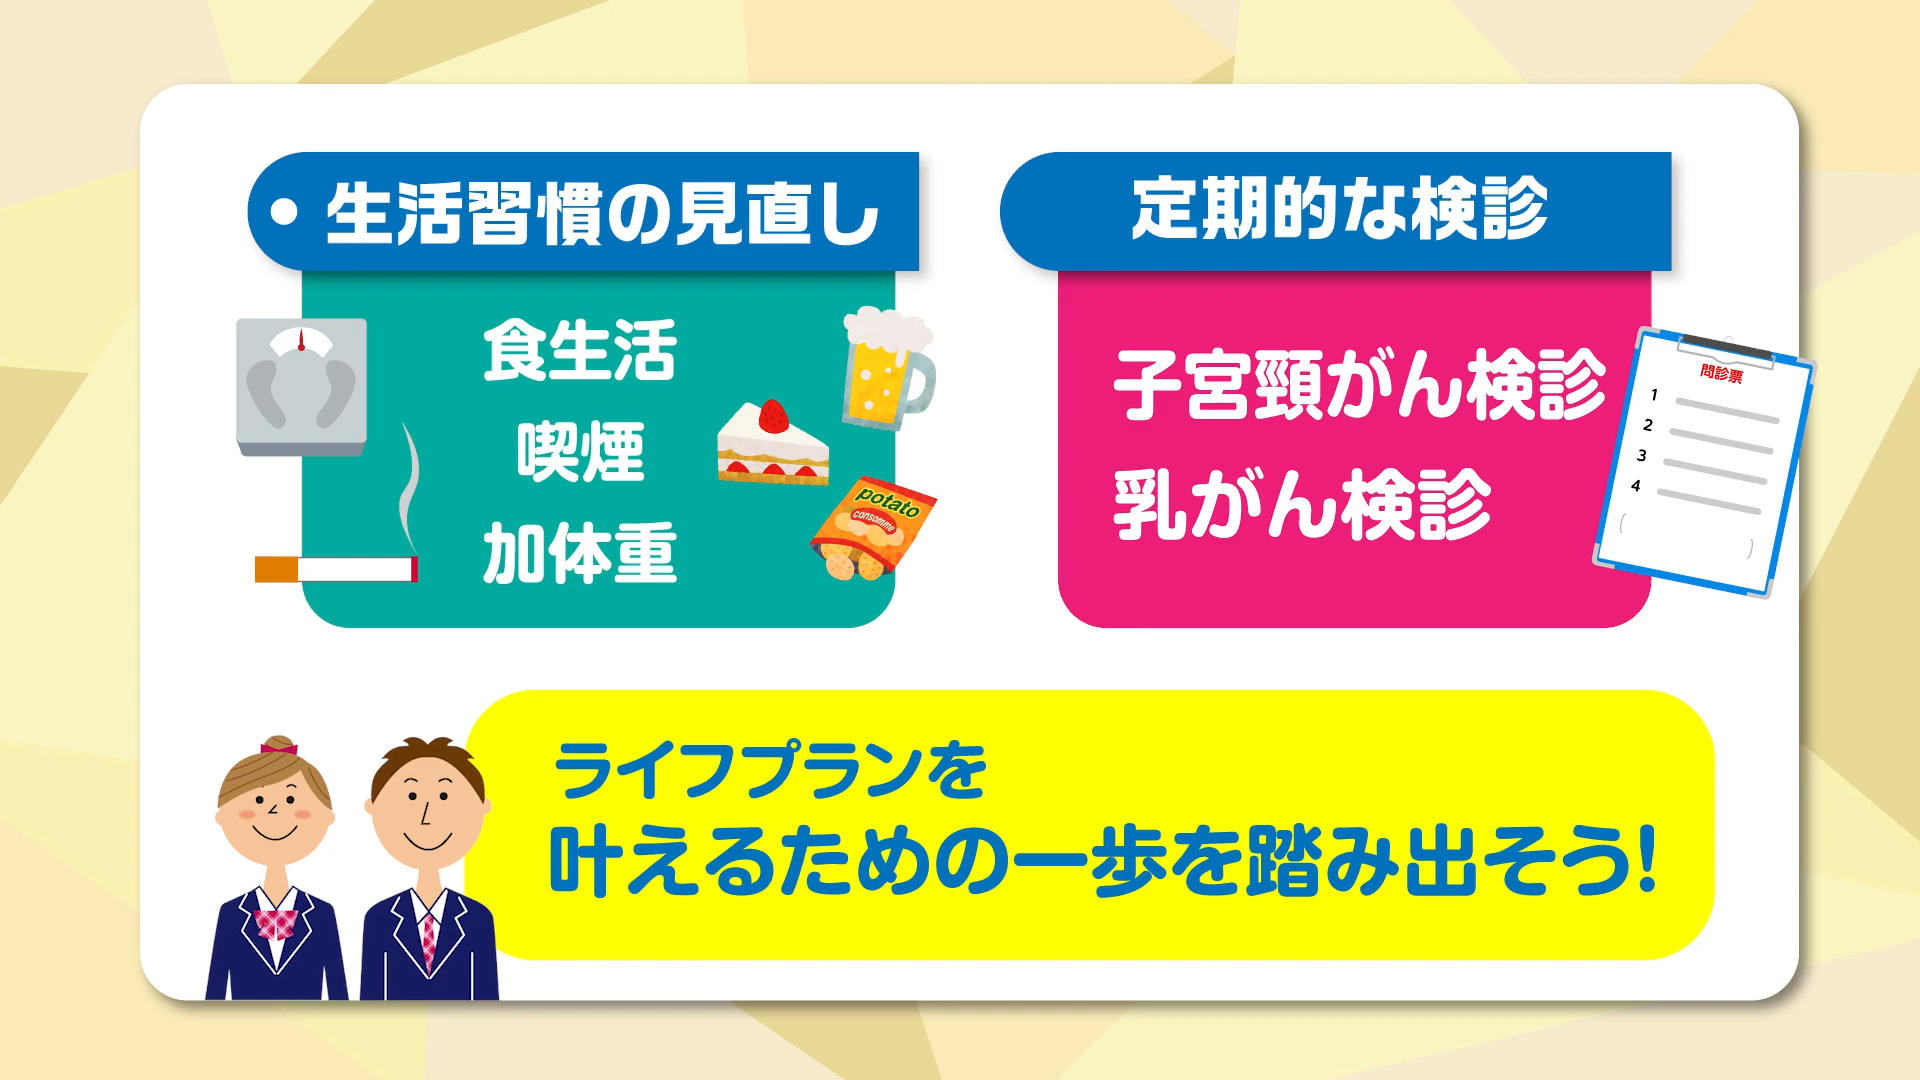 生活習慣の見直し
食生活
喫煙
加体重
potato
consomme
定期的な検診
子宮頸がん検診
乳がん検診
問診票
1
2
3
4
( )
ライフプランを
叶えるための一歩を踏み出そう!